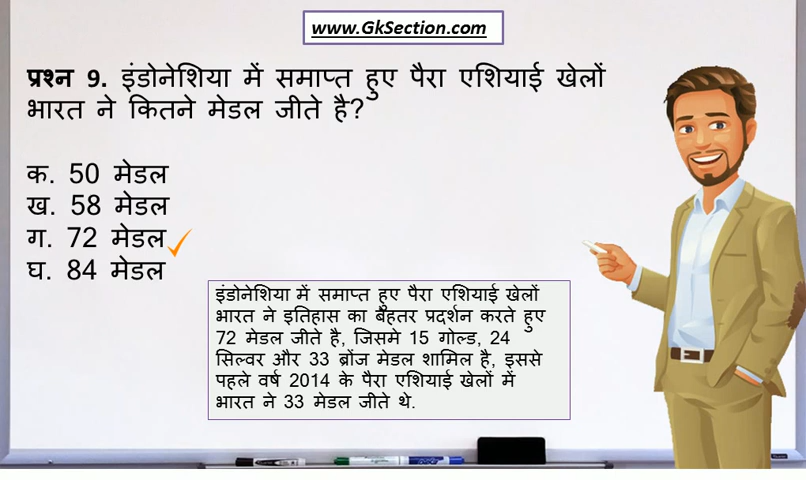 www.GkSection.com
प्रश्न 9. इंडोनेशिया में समाप्त हुए पैरा एशियाई खेलों
भारत ने कितने मेडल जीते है?
क. 50 मेडल
ख. 58 मेडल
ग. 72 मेडल
घ. 84 मेडल
इंडोनेशिया में समाप्त हुए पैरा एशियाई खेलों
भारत ने इतिहास का बेहतर प्रदर्शन करते हुए
72 मेडल जीते है, जिसमे 15 गोल्ड, 24
सिल्वर और 33 ब्रोंज मेडल शामिल है, इससे
पहले वर्ष 2014 के पैरा एशियाई खेलों में
भारत ने 33 मेडल जीते थे.